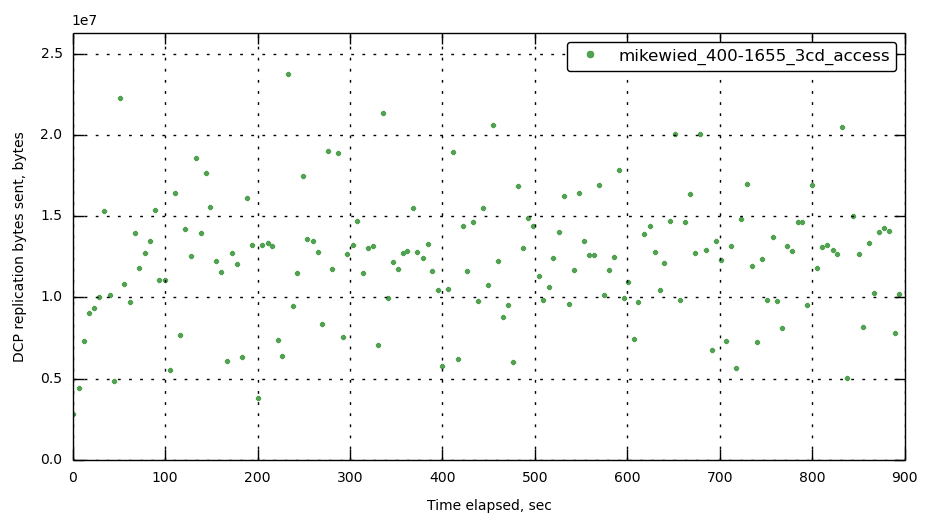 1e7
mikewied_400-1655_3cd_access
2.5
2.0
1.5
1.0
0.5
0.0
DCP replication bytes sent, bytes
0 100 200 300 400 500 600 700 800 900
Time elapsed, sec